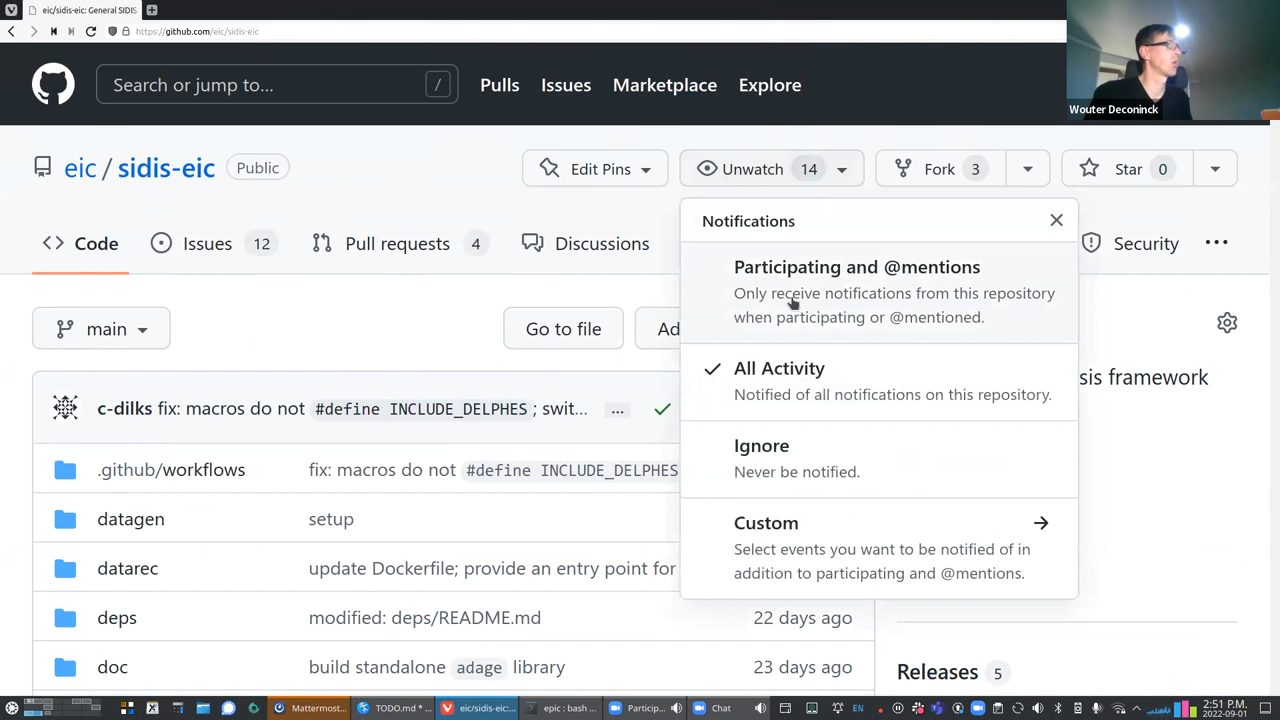 eic/sidis-eic: General SIDIS
https://github.com/eic/sidis-eic
Wouter Deconinck
Search or jump to...
/
Pulls
Issues
Marketplace
Explore
eic / sidis-eic
Public
Edit Pins
Unwatch 14
Fork 3
Star 0
Code
Issues 12
Pull requests 4
Discussions
Security
Notifications
Participating and @mentions
Only receive notifications from this repository
when participating or @mentioned.
All Activity
Notified of all notifications on this repository.
Ignore
Never be notified.
Custom
Select events you want to be notified of in
addition to participating and @mentions.
main
Go to file
Ad
sis framework
c-dilks fix: macros do not #define INCLUDE_DELPHES ; swit...
...
.github/workflows
fix: macros do not #define INCLUDE_DELPHES
datagen
setup
datarec
update Dockerfile; provide an entry point for
deps
modified: deps/README.md
22 days ago
doc
build standalone adage library
23 days ago
Releases 5
Mattermost...
TODO.md * ...
eic/sidis-eic:...
epic : bash ...
Particip...
Chat
EN
2:51 P.M.
2022-09-01